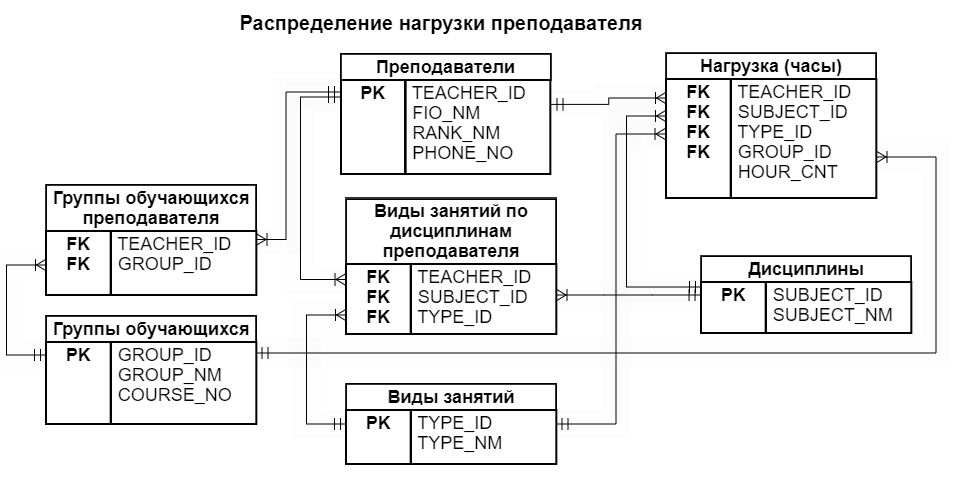 Распределение нагрузки преподавателя
Преподаватели
PK TEACHER_ID
FIO_NM
RANK_NM
PHONE_NO
Нагрузка (часы)
FK TEACHER_ID
FK SUBJECT_ID
FK TYPE_ID
FK GROUP_ID
HOUR_CNT
Группы обучающихся
преподавателя
FK TEACHER_ID
FK GROUP_ID
Виды занятий по
дисциплинам
преподавателя
FK TEACHER_ID
FK SUBJECT_ID
FK TYPE_ID
Дисциплины
PK SUBJECT_ID
SUBJECT_NM
Группы обучающихся
PK GROUP_ID
GROUP_NM
COURSE_NO
Виды занятий
PK TYPE_ID
TYPE_NM